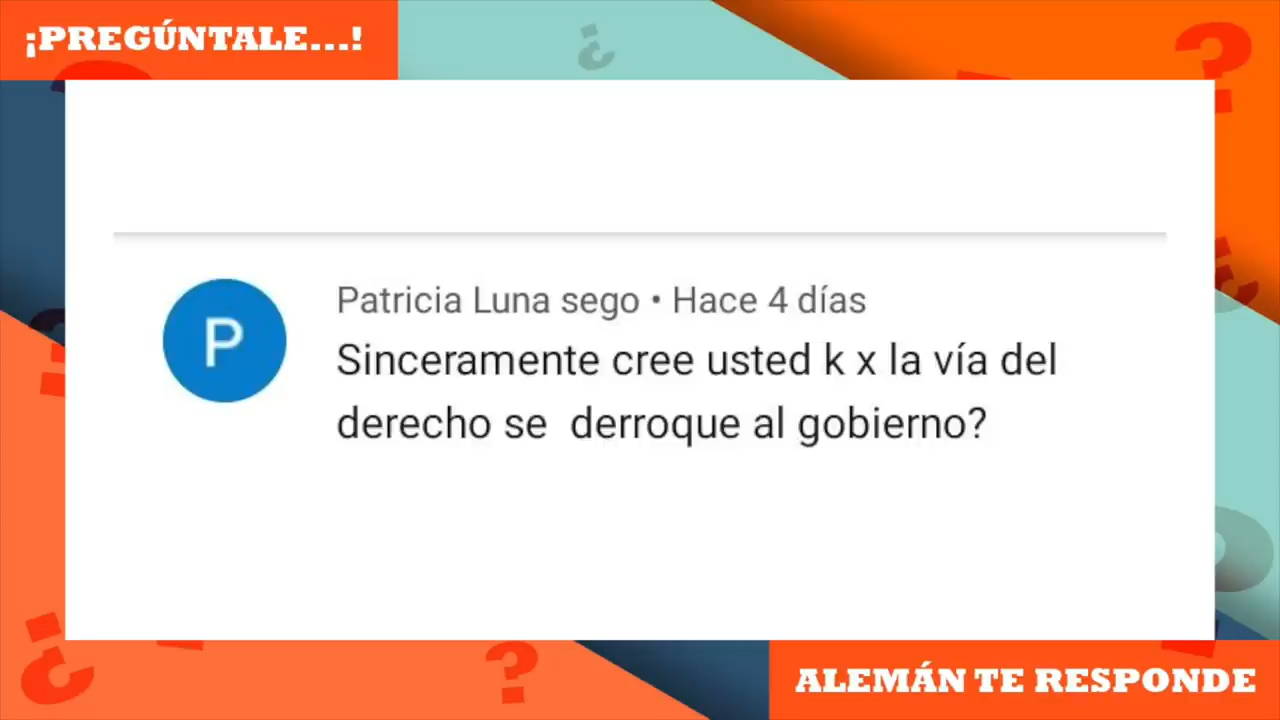 ¡PREGÚNTALE...!
P
Patricia Luna sego • Hace 4 días
Sinceramente cree usted k x la vía del
derecho se derroque al gobierno?
ALEMÁN TE RESPONDE